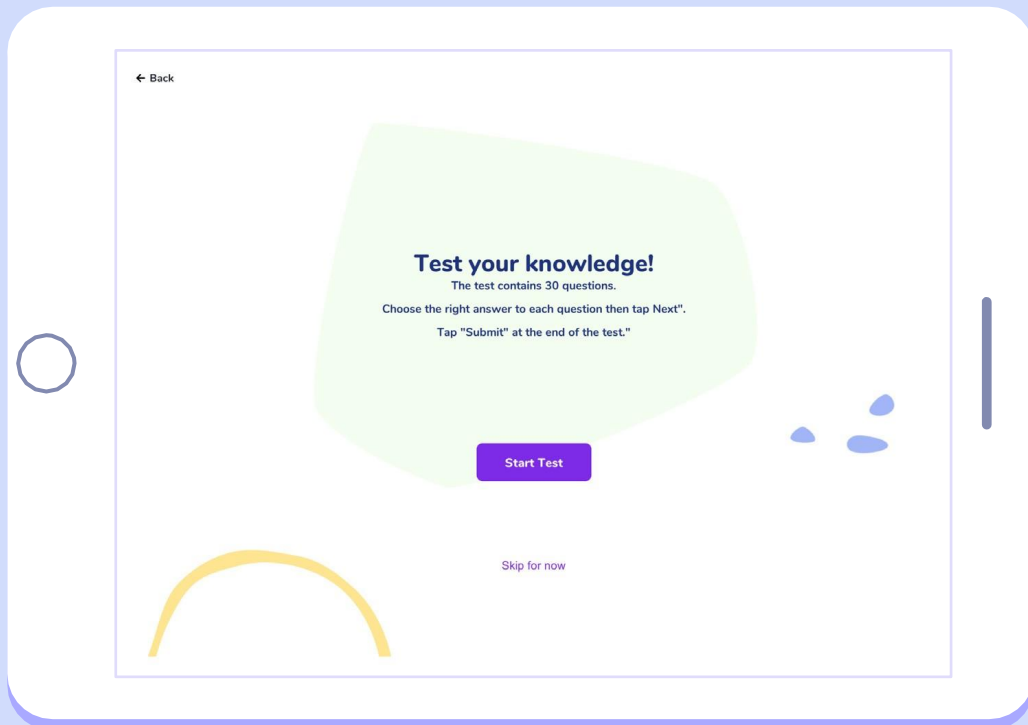 ← Back
Test your knowledge!
The test contains 30 questions.
Choose the right answer to each question then tap Next".
Tap "Submit" at the end of the test."
Start Test
Skip for now